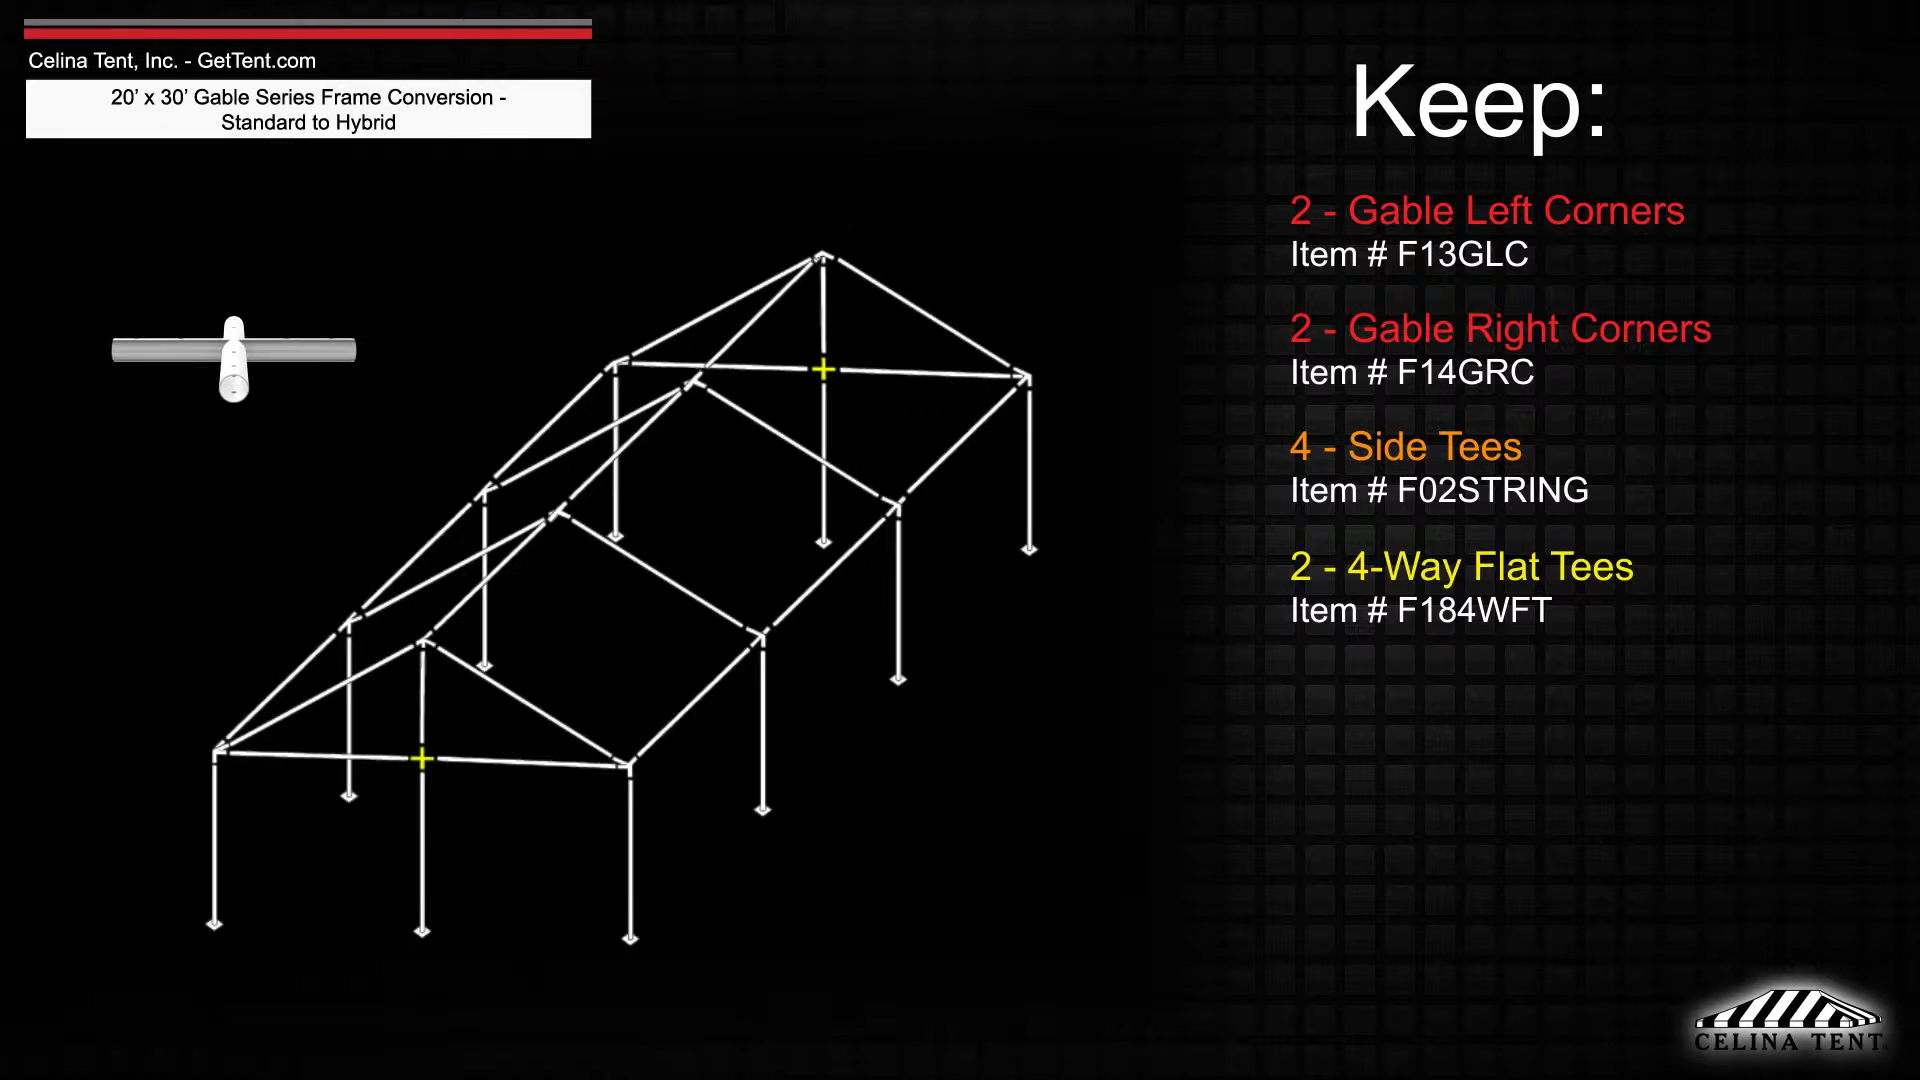 Celina Tent, Inc. - GetTent.com
20’ x 30’ Gable Series Frame Conversion -
Standard to Hybrid
Keep:
2 - Gable Left Corners
Item # F13GLC
2 - Gable Right Corners
Item # F14GRC
4 - Side Tees
Item # F02STRING
2 - 4-Way Flat Tees
Item # F184WFT
CELINA TENT